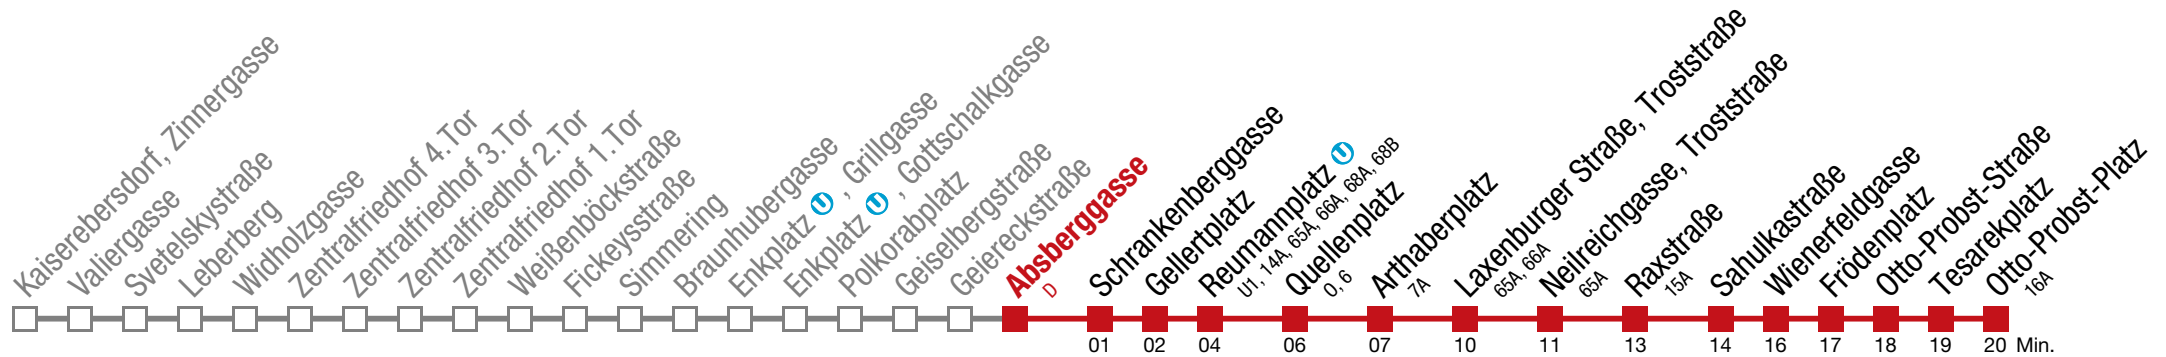 Kaiserebersdorf, Zinnergasse
Valiergasse
Svetelskystraße
Leberberg
Widholzgasse
Zentralfriedhof 4. Tor
Zentralfriedhof 3. Tor
Zentralfriedhof 2. Tor
Zentralfriedhof 1. Tor
Weißenböckstraße
Fickeysstraße
Simmering
Braunhubergasse
Enkplatz U , Grillgasse
Enkplatz U , Gottschalkgasse
Polkorabplatz
Geiselbergstraße
Geiereckstraße
Absberggasse
D
Schrankenberggasse
Gellertplatz
Reumannplatz U
U1, 14A, 65A, 66A, 68A, 68B
Quellenplatz
O, 6
Arthaberplatz
7A
Laxenburger Straße, Troststraße
65A, 66A
Neilreichgasse, Troststraße
65A
Raxstraße
15A
Sahulkastraße
Wienerfeldgasse
Frödenplatz
Otto-Probst-Straße
Tesarekplatz
Otto-Probst-Platz
16A
01 02 04 06 07 10 11 13 14 16 17 18 19 20 Min.